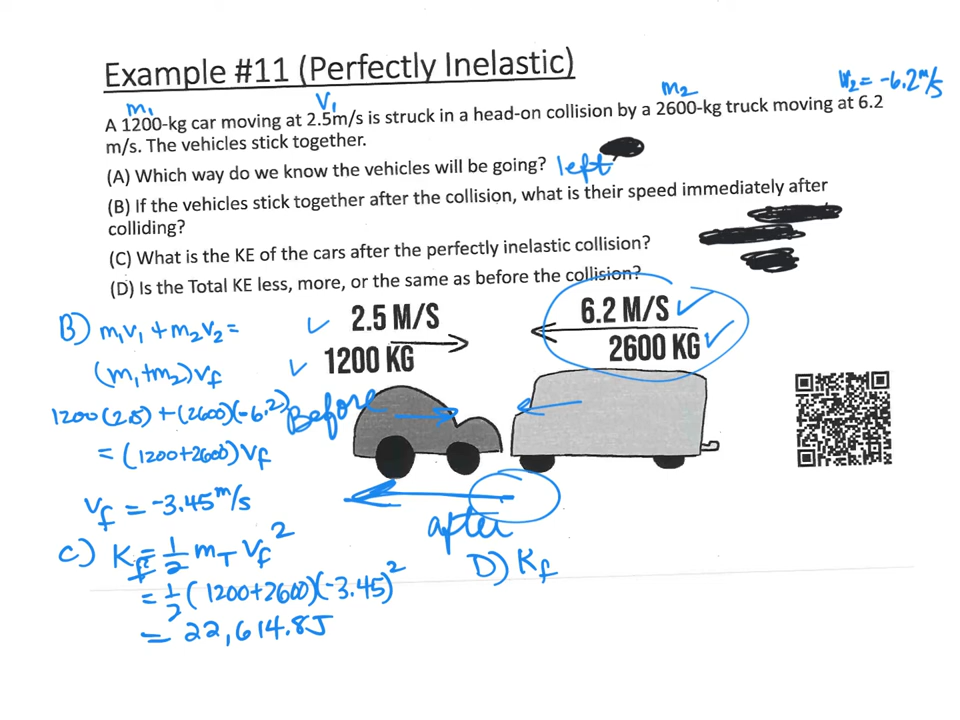 Example #11 (Perfectly Inelastic)
m₁ V₁ m₂ V₂ = -6.2 m/s
A 1200-kg car moving at 2.5m/s is struck in a head-on collision by a 2600-kg truck moving at 6.2
m/s. The vehicles stick together.
(A) Which way do we know the vehicles will be going? left
(B) If the vehicles stick together after the collision, what is their speed immediately after
colliding?
(C) What is the KE of the cars after the perfectly inelastic collision?
(D) Is the Total KE less, more, or the same as before the collision?
2.5 M/S
1200 KG
6.2 M/S
2600 KG
Before
after
B) m₁V₁ + m₂V₂ =
(m₁+m₂)Vf
1200(2.5) + (2600)(-6.2)
= (1200+2600)Vf
Vf = -3.45 m/s
C) Kf = ½ mT Vf²
= ½ (1200+2600)(-3.45)²
= 22,614.8J
D) Kf